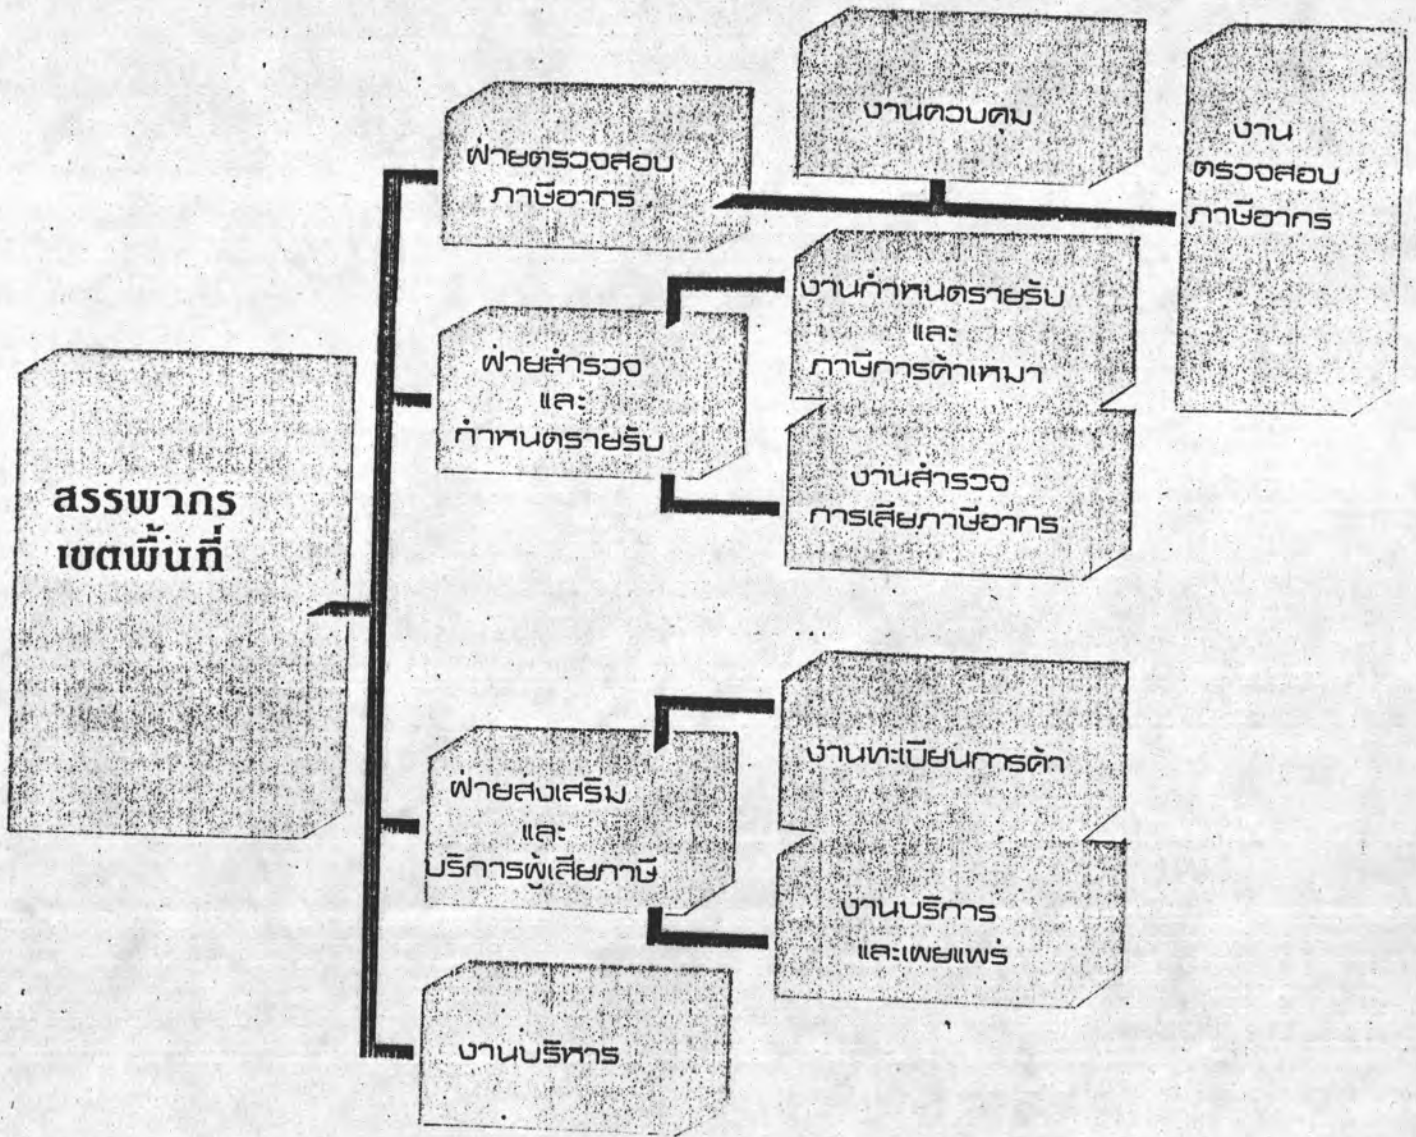 สรรพากร
เขตพื้นที่
ฝ่ายตรวจสอบ
ภาษีอากร
งานควบคุม
งาน
ตรวจสอบ
ภาษีอากร
ฝ่ายสำรวจ
และ
กำหนดรายรับ
งานกำหนดรายรับ
และ
ภาษีการค้าเหมา
งานสำรวจ
การเสียภาษีอากร
ฝ่ายส่งเสริม
และ
บริการผู้เสียภาษี
งานทะเบียนการค้า
งานบริการ
และเผยแพร่
งานบริหาร